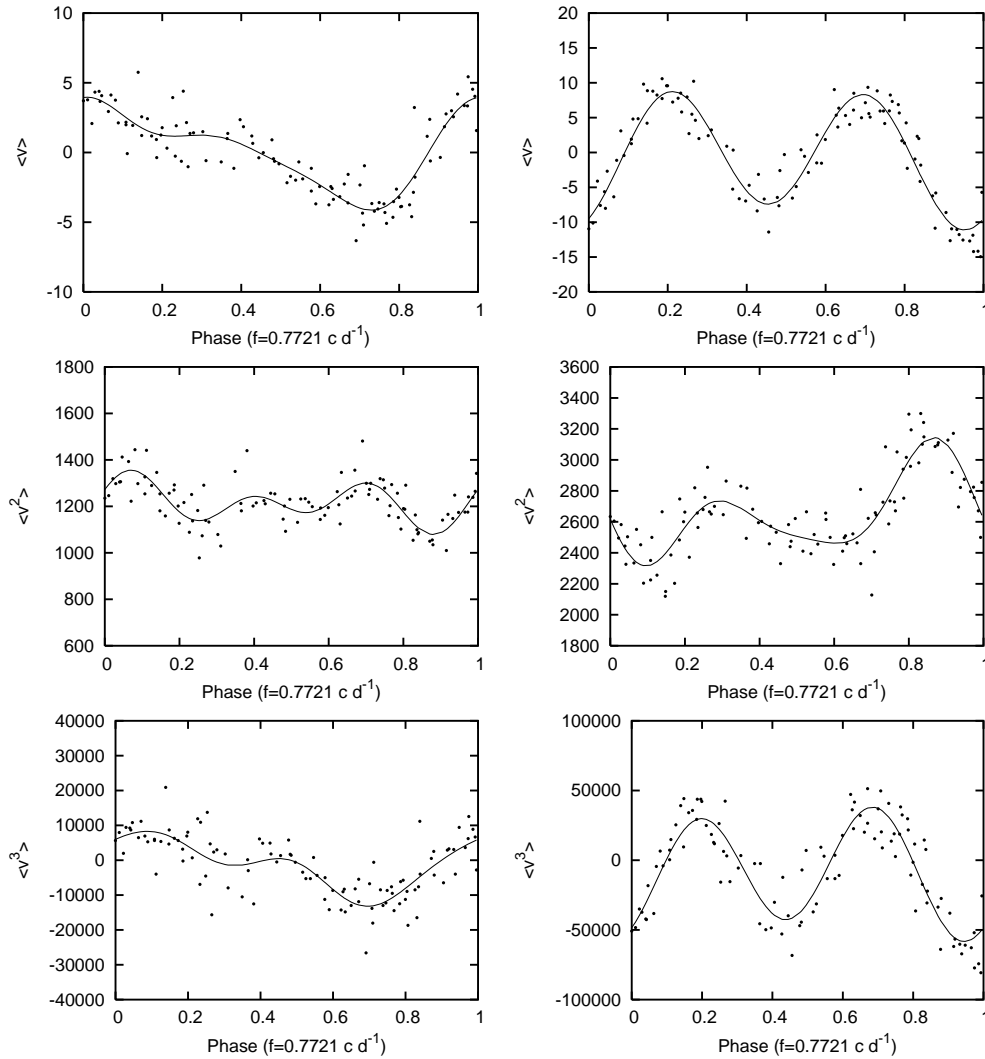 10
5
0
-5
-10
<v>
0 0.2 0.4 0.6 0.8 1
Phase (f=0.7721 c d⁻¹)
20
15
10
5
0
-5
-10
-15
-20
<v>
0 0.2 0.4 0.6 0.8 1
Phase (f=0.7721 c d⁻¹)
1800
1600
1400
1200
1000
800
600
<v²>
0 0.2 0.4 0.6 0.8 1
Phase (f=0.7721 c d⁻¹)
3600
3400
3200
3000
2800
2600
2400
2200
2000
1800
<v²>
0 0.2 0.4 0.6 0.8 1
Phase (f=0.7721 c d⁻¹)
40000
30000
20000
10000
0
-10000
-20000
-30000
-40000
<v³>
0 0.2 0.4 0.6 0.8 1
Phase (f=0.7721 c d⁻¹)
100000
50000
0
-50000
-100000
<v³>
0 0.2 0.4 0.6 0.8 1
Phase (f=0.7721 c d⁻¹)